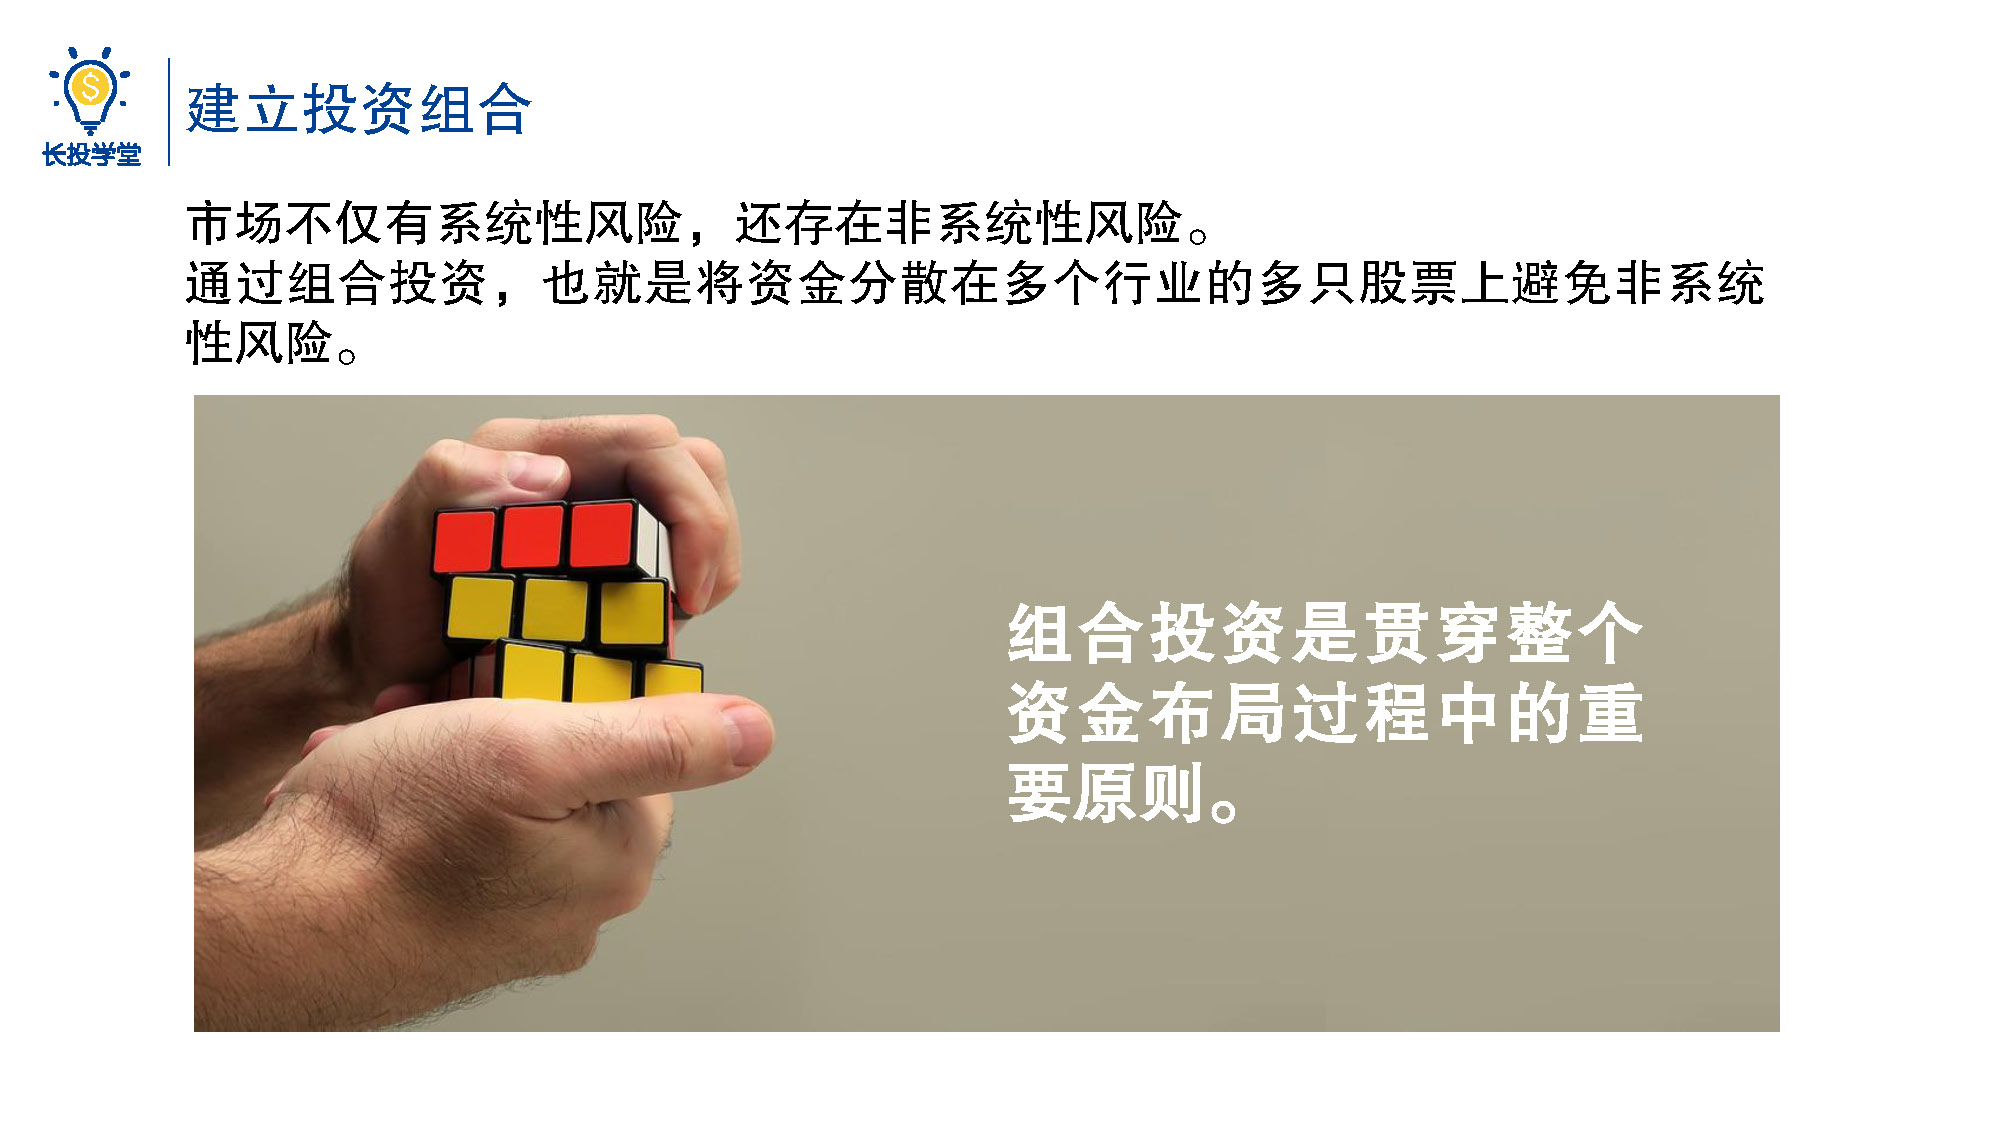 长投学堂
建立投资组合
市场不仅有系统性风险，还存在非系统性风险。
通过组合投资，也就是将资金分散在多个行业的多只股票上避免非系统
性风险。
组合投资是贯穿整个
资金布局过程中的重
要原则。